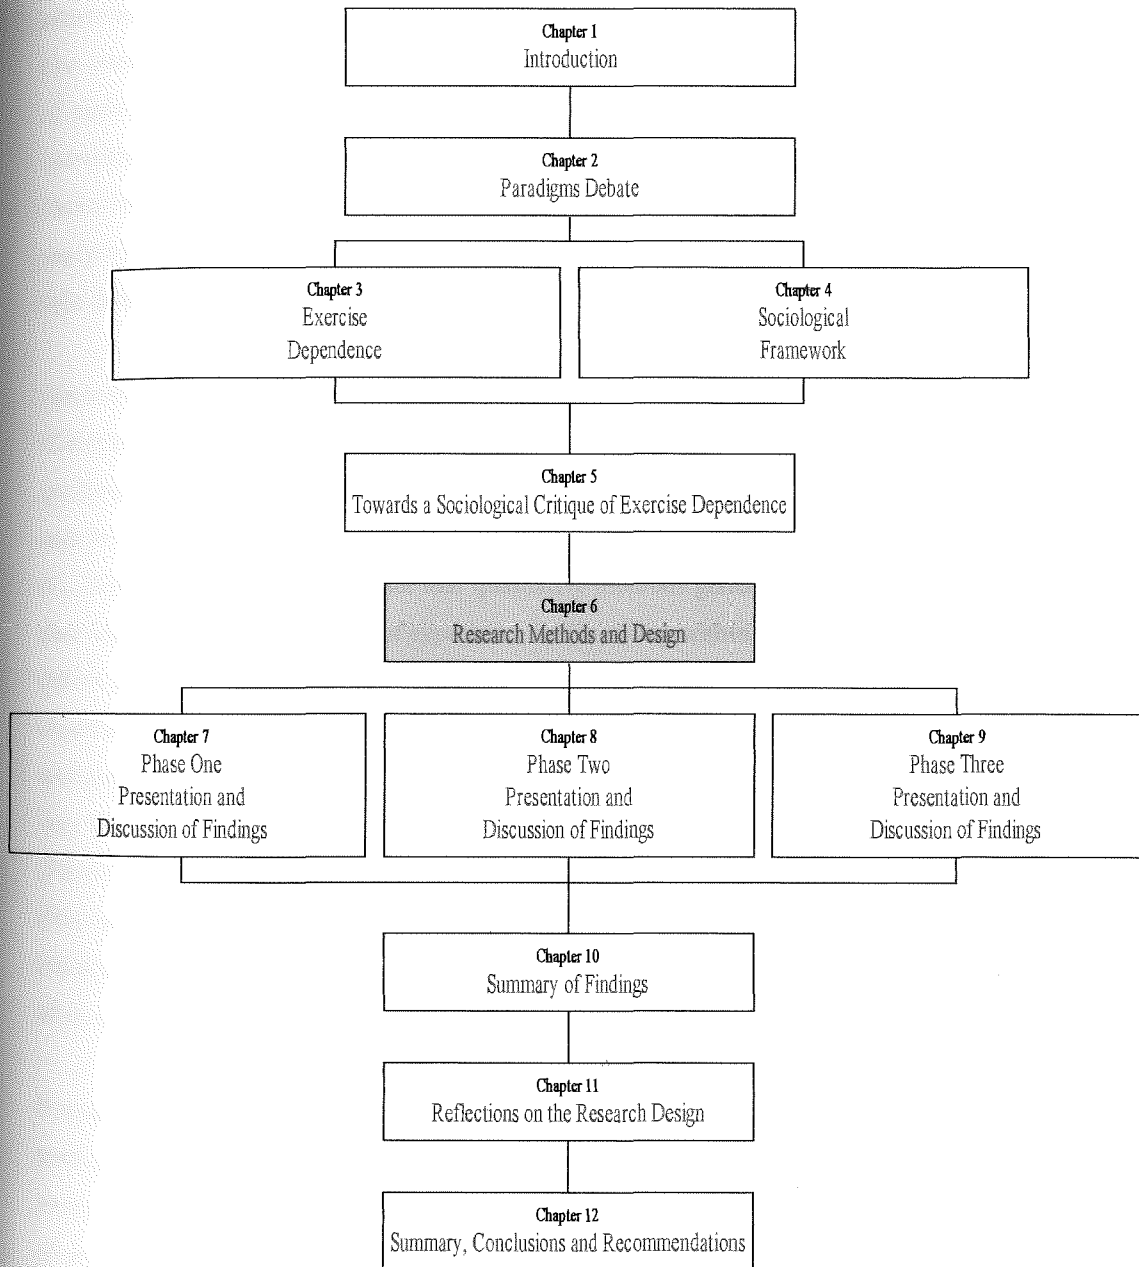 Chapter 1
Introduction
Chapter 2
Paradigms Debate
Chapter 3
Exercise
Dependence
Chapter 4
Sociological
Framework
Chapter 5
Towards a Sociological Critique of Exercise Dependence
Chapter 6
Research Methods and Design
Chapter 7
Phase One
Presentation and
Discussion of Findings
Chapter 8
Phase Two
Presentation and
Discussion of Findings
Chapter 9
Phase Three
Presentation and
Discussion of Findings
Chapter 10
Summary of Findings
Chapter 11
Reflections on the Research Design
Chapter 12
Summary, Conclusions and Recommendations